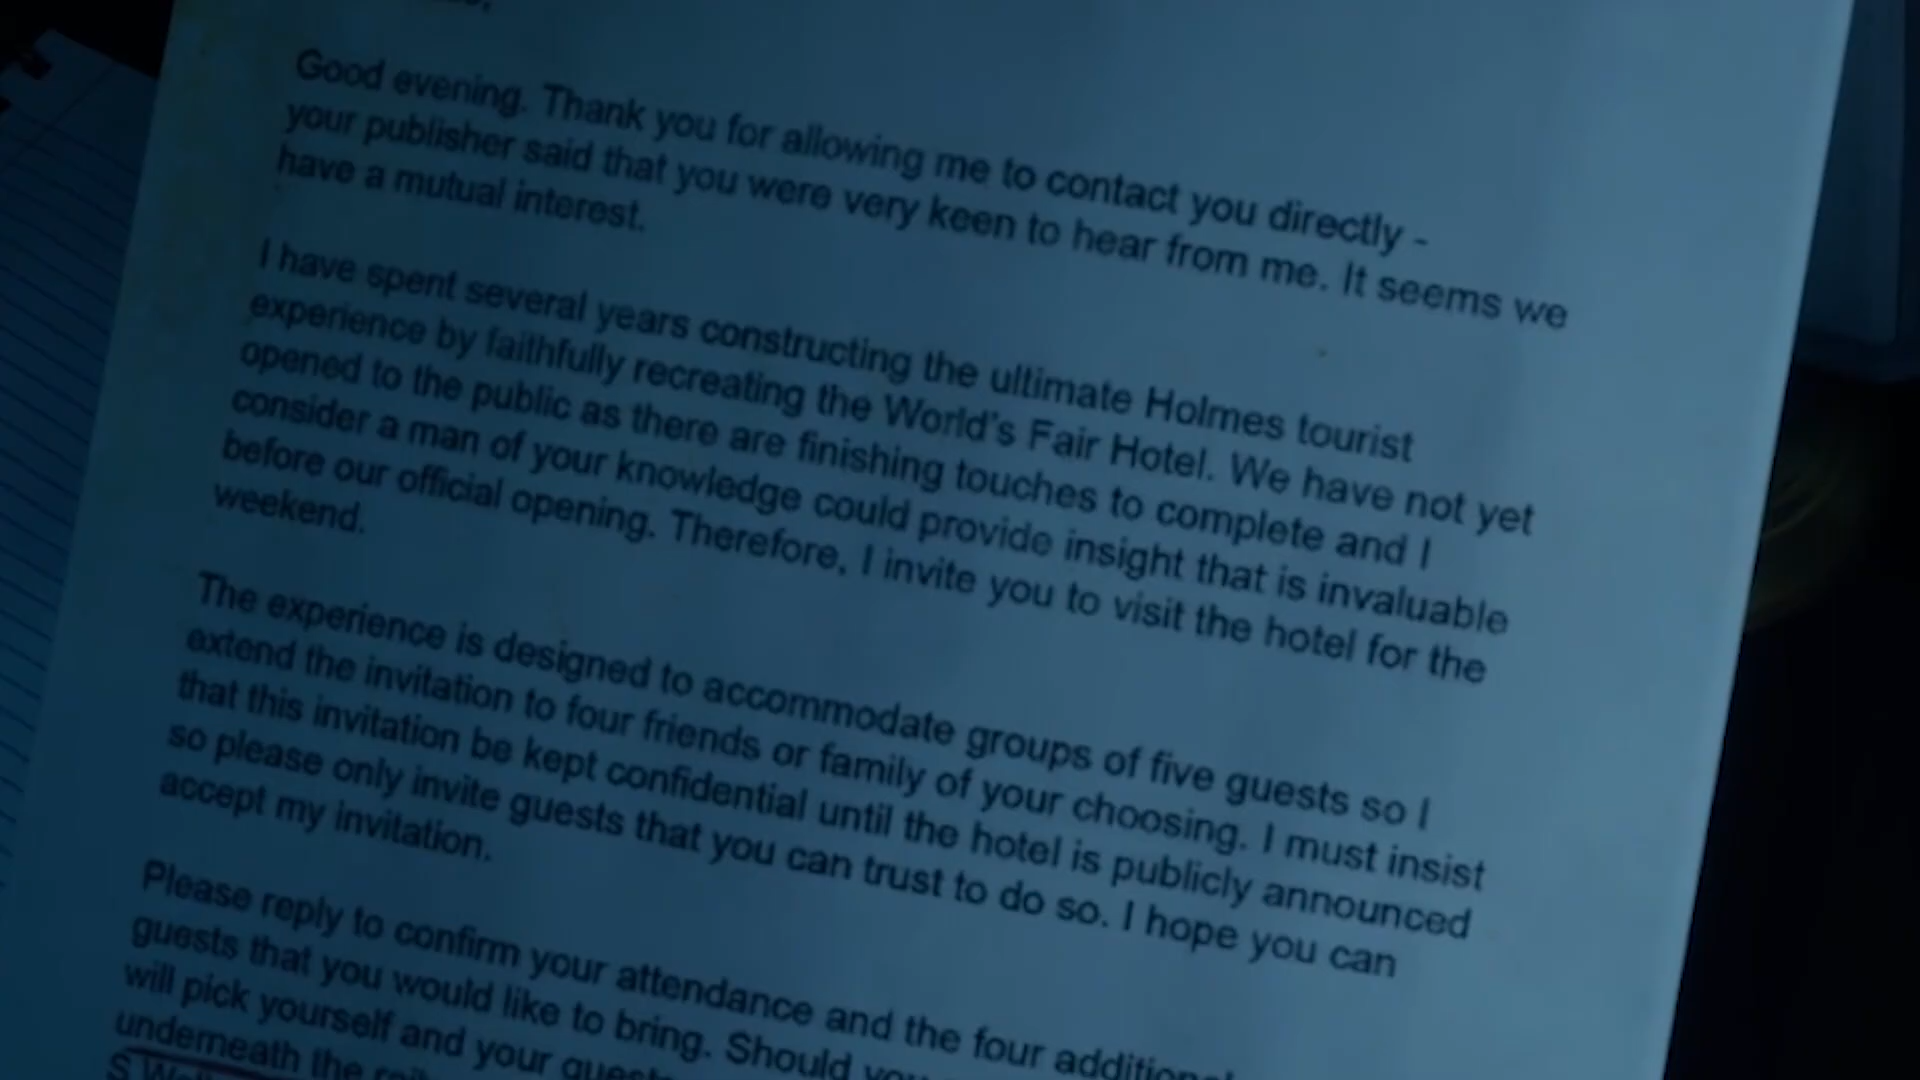 Good evening. Thank you for allowing me to contact you directly -
your publisher said that you were very keen to hear from me. It seems we
have a mutual interest.
I have spent several years constructing the ultimate Holmes tourist
experience by faithfully recreating the World's Fair Hotel. We have not yet
opened to the public as there are finishing touches to complete and I
consider a man of your knowledge could provide insight that is invaluable
before our official opening. Therefore, I invite you to visit the hotel for the
weekend.
The experience is designed to accommodate groups of five guests so I
extend the invitation to four friends or family of your choosing. I must insist
that this invitation be kept confidential until the hotel is publicly announced
so please only invite guests that you can trust to do so. I hope you can
accept my invitation.
Please reply to confirm your attendance and the four additional
guests that you would like to bring. Should you
will pick yourself and your guests
underneath the
S